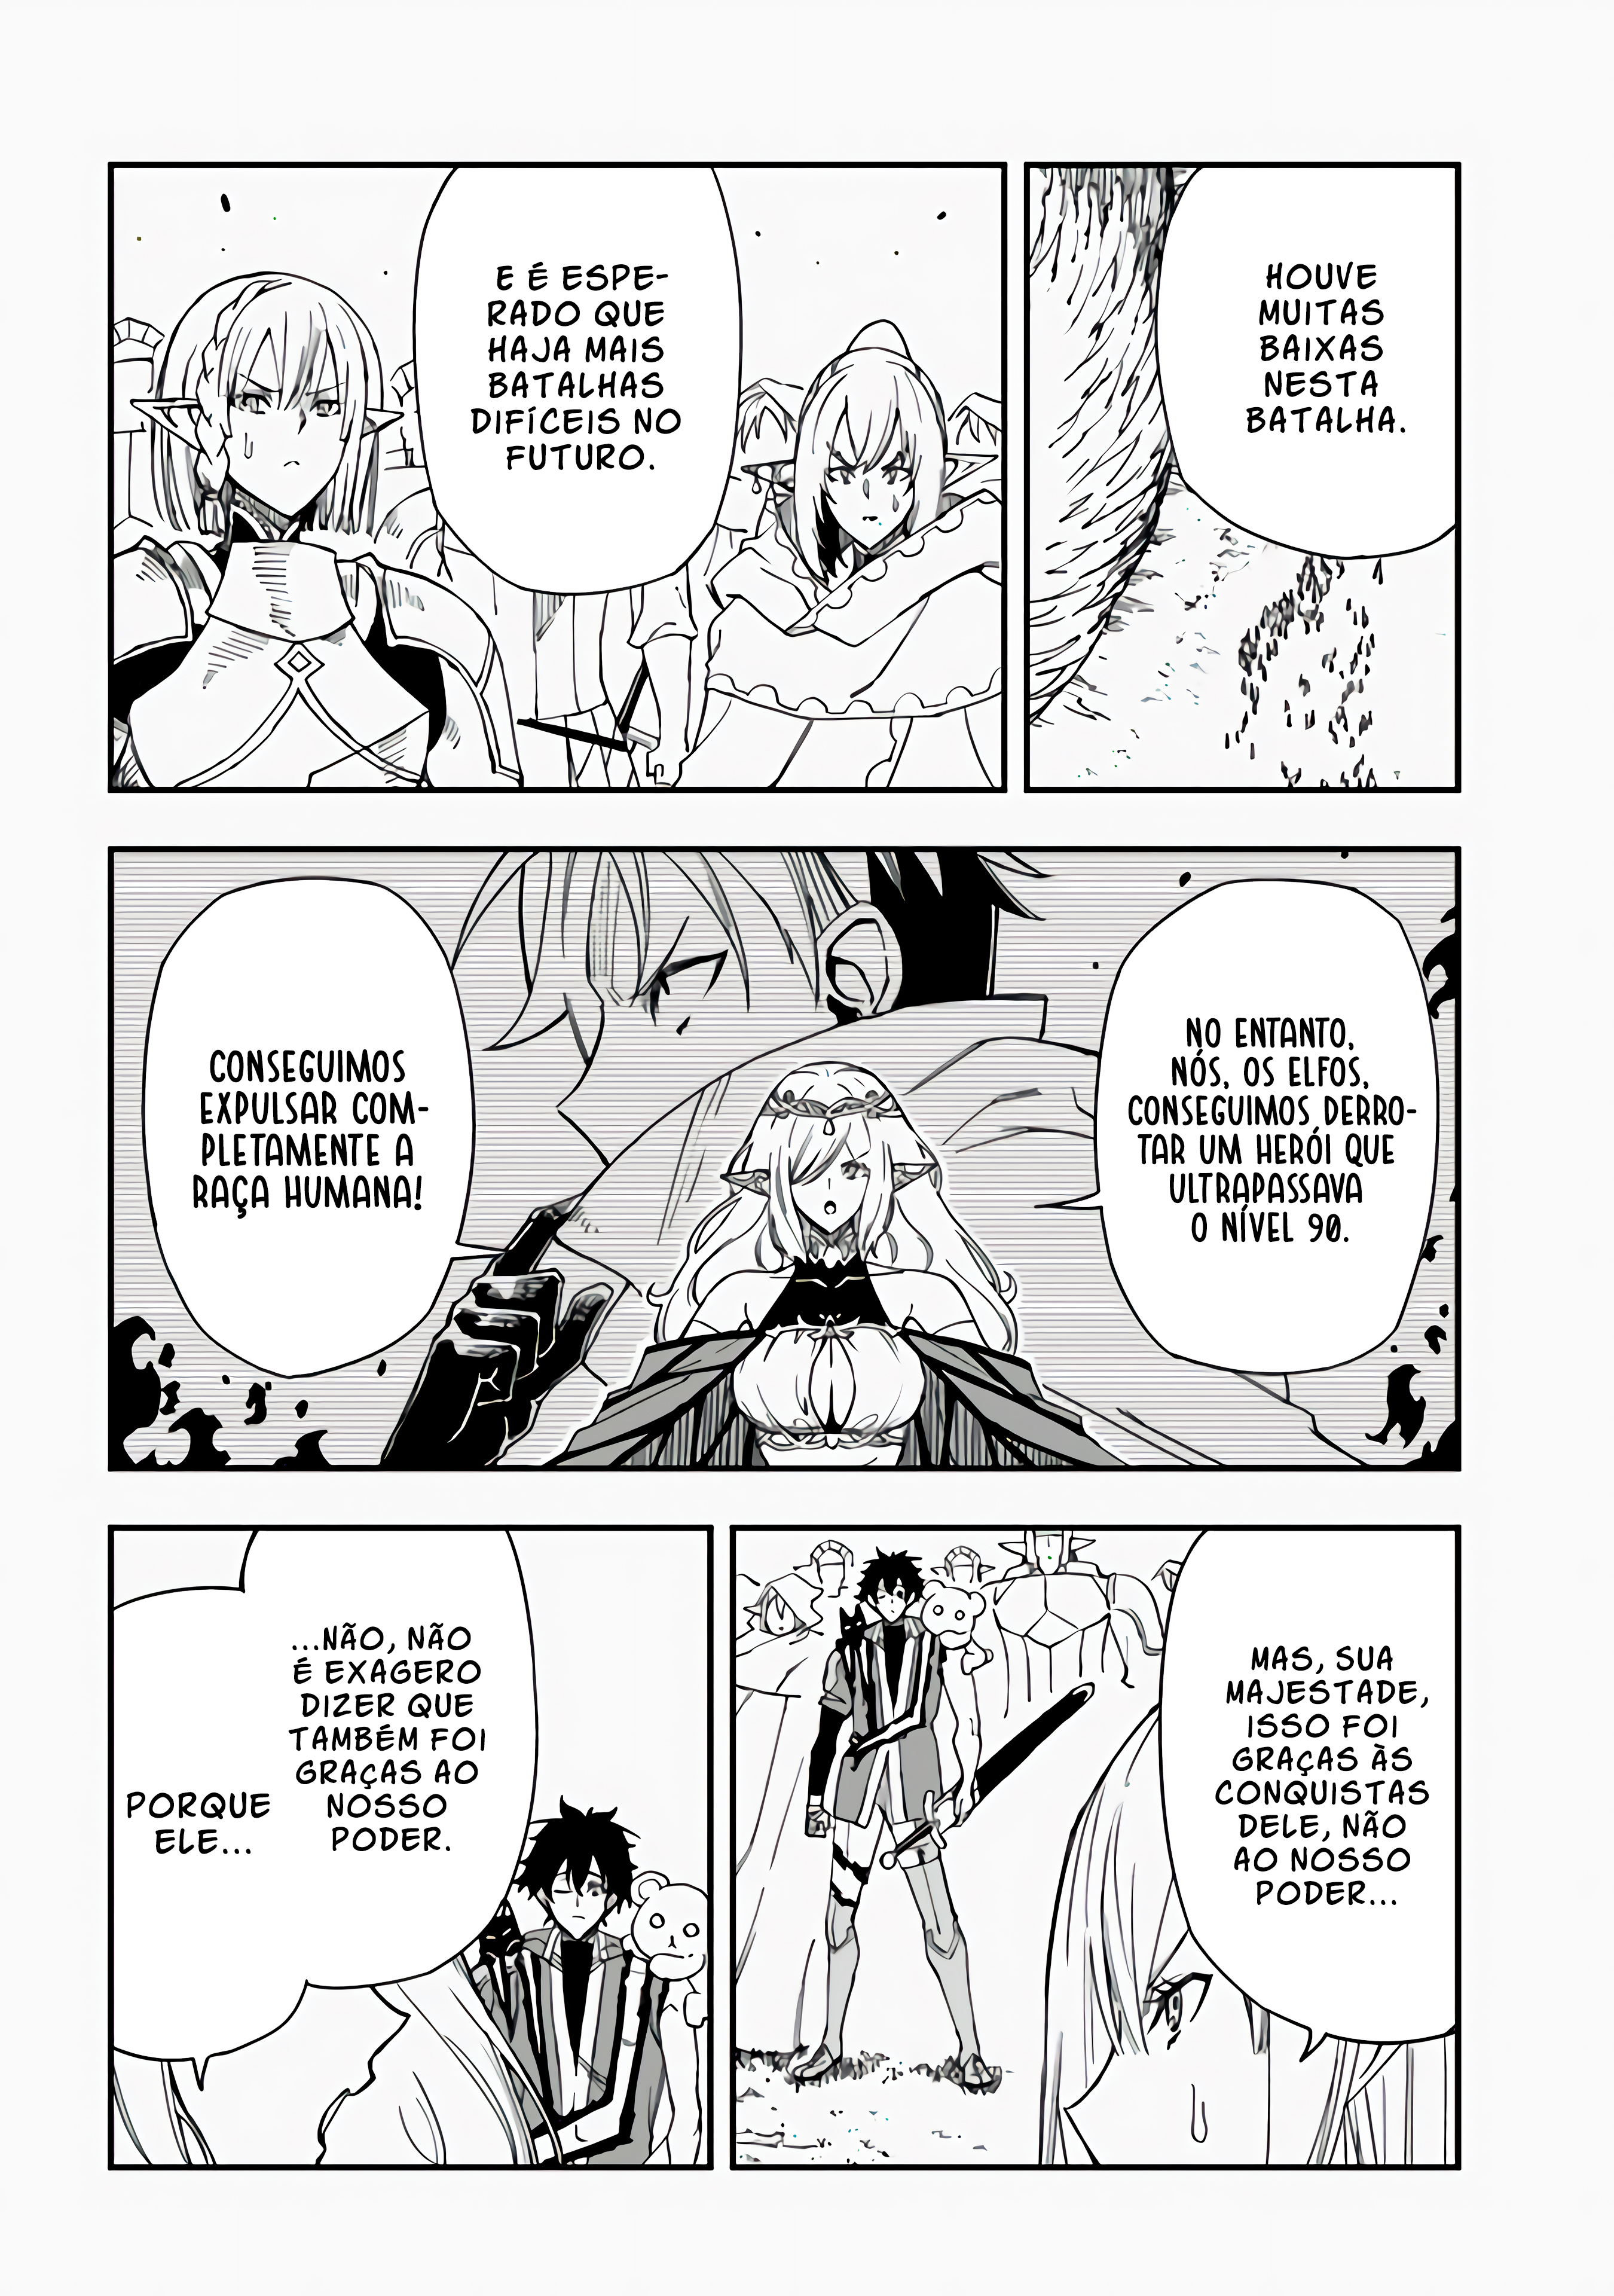 HOUVE
MUITAS
BAIXAS
NESTA
BATALHA.
E É ESPE-
RADO QUE
HAJA MAIS
BATALHAS
DIFÍCEIS NO
FUTURO.
NO ENTANTO,
NÓS, OS ELFOS,
CONSEGUIMOS DERRO-
TAR UM HERÓI QUE
ULTRAPASSAVA
O NÍVEL 90.
CONSEGUIMOS
EXPULSAR COM-
PLETAMENTE A
RAÇA HUMANA!
MAS, SUA
MAJESTADE,
ISSO FOI
GRAÇAS ÀS
CONQUISTAS
DELE, NÃO
AO NOSSO
PODER...
...NÃO, NÃO
É EXAGERO
DIZER QUE
TAMBÉM FOI
GRAÇAS AO
NOSSO
PODER.
PORQUE
ELE...